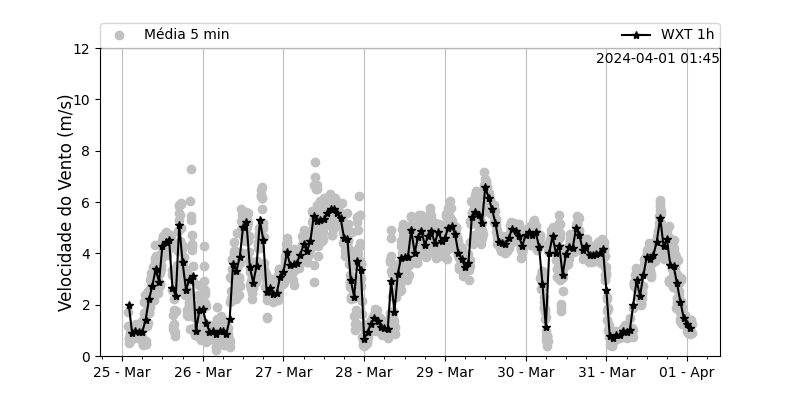 Média 5 min
WXT 1h
2024-04-01 01:45
Velocidade do Vento (m/s)
12
10
8
6
4
2
0
25 - Mar
26 - Mar
27 - Mar
28 - Mar
29 - Mar
30 - Mar
31 - Mar
01 - Apr